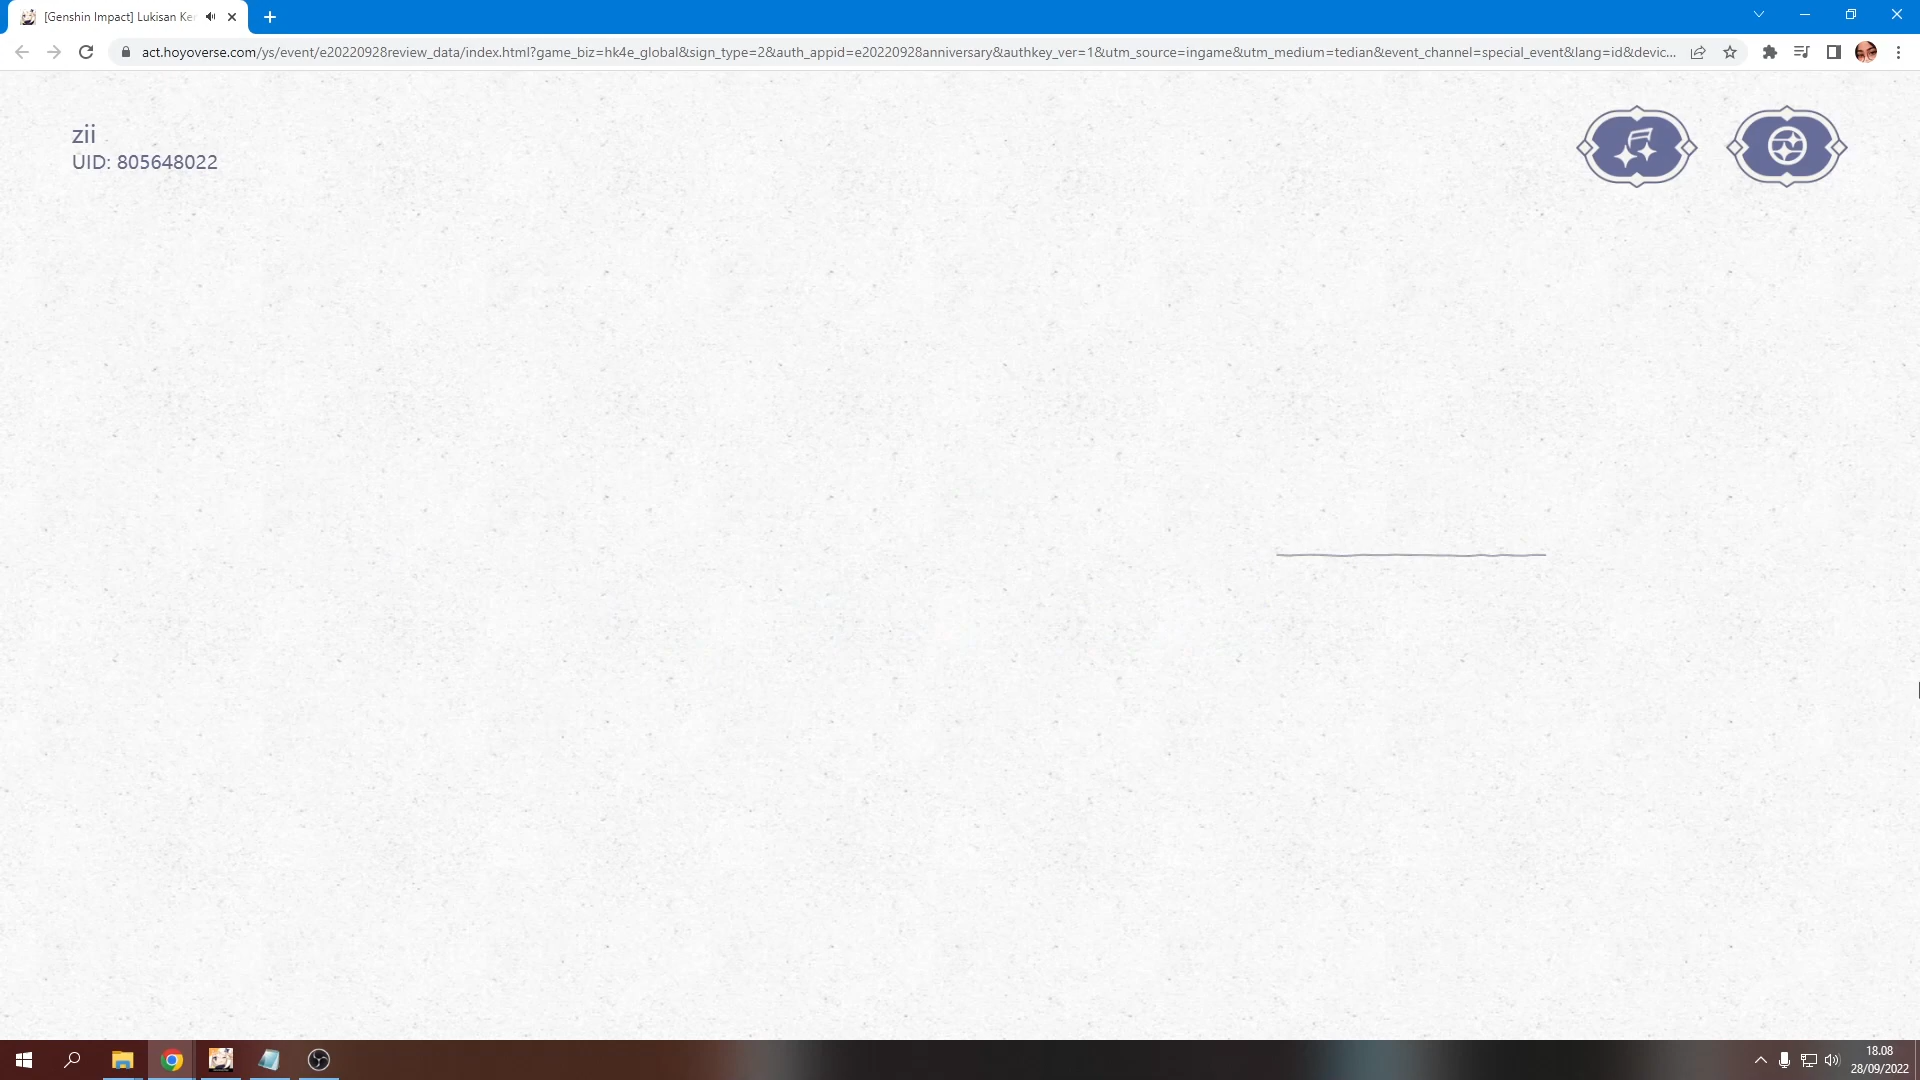 [Genshin Impact] Lukisan Ke
act.hoyoverse.com/ys/event/e20220928review_data/index.html?game_biz=hk4e_global&sign_type=2&auth_appid=e20220928anniversary&authkey_ver=1&utm_source=ingame&utm_medium=tedian&event_channel=special_event&lang=id&devic...
zii
UID: 805648022
18.08
28/09/2022